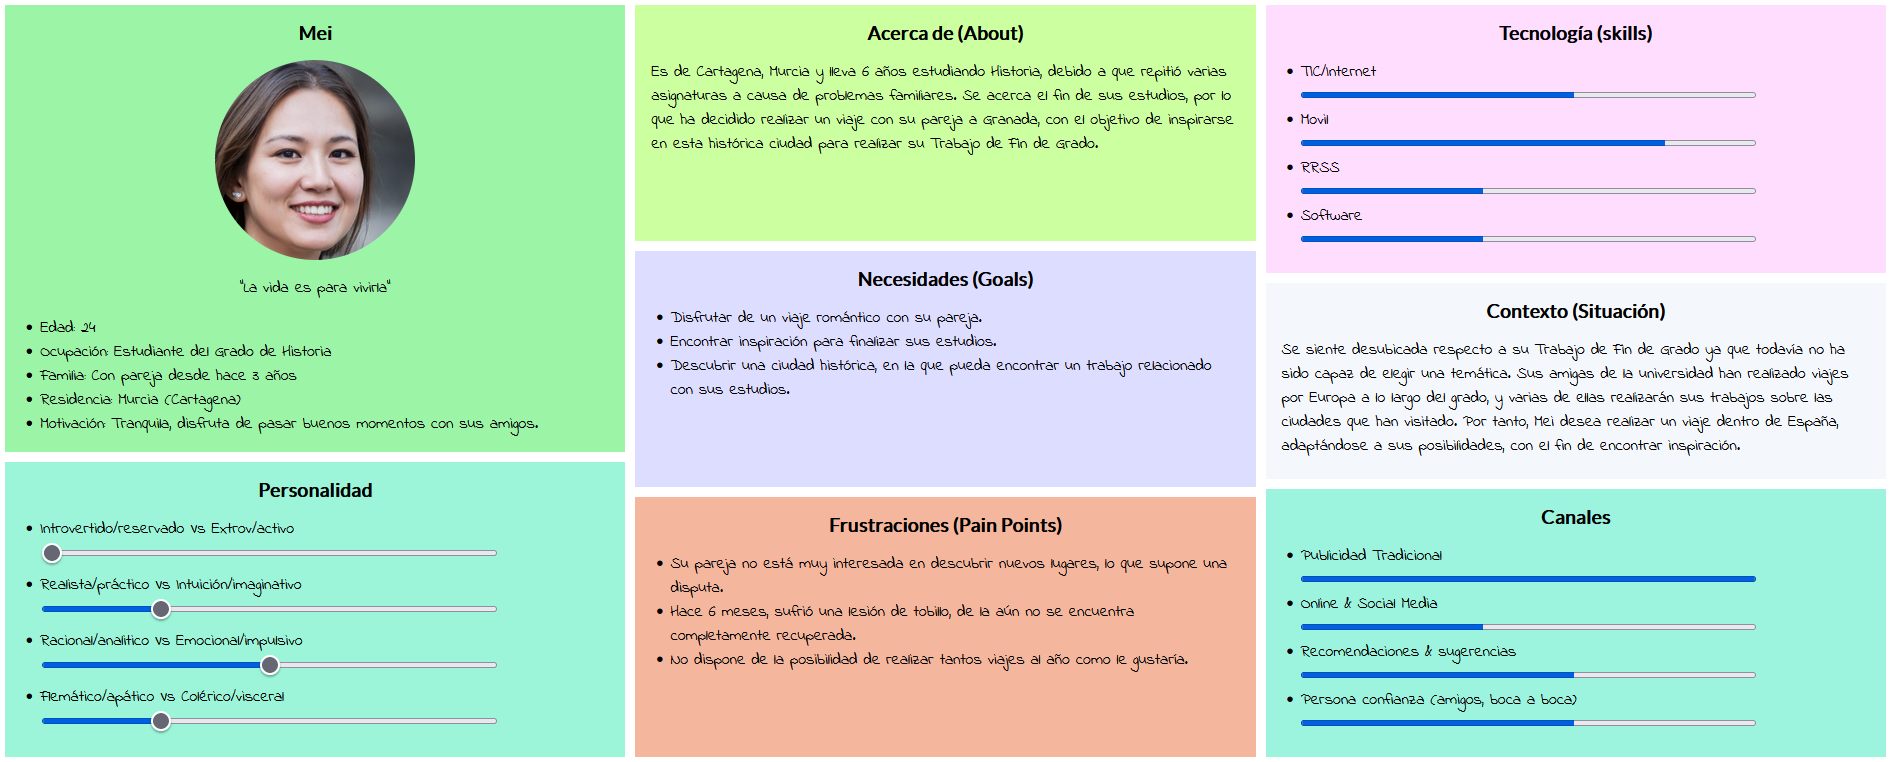 Mei
"La vida es para vivirla"
• Edad: 24
• Ocupación: Estudiante del Grado de Historia
• Familia: Con pareja desde hace 3 años
• Residencia: Murcia (Cartagena)
• Motivación: Tranquila, disfruta de pasar buenos momentos con sus amigos.
Personalidad
• Introvertido/reservado Vs Extrov/activo
• Realista/práctico Vs Intuición/imaginativo
• Racional/analítico Vs Emocional/impulsivo
• Flemático/apático Vs Colérico/visceral
Acerca de (About)
Es de Cartagena, Murcia y lleva 6 años estudiando Historia, debido a que repitió varias
asignaturas a causa de problemas familiares. Se acerca el fin de sus estudios, por lo
que ha decidido realizar un viaje con su pareja a Granada, con el objetivo de inspirarse
en esta histórica ciudad para realizar su Trabajo de Fin de Grado.
Necesidades (Goals)
• Disfrutar de un viaje romántico con su pareja.
• Encontrar inspiración para finalizar sus estudios.
• Descubrir una ciudad histórica, en la que pueda encontrar un trabajo relacionado
con sus estudios.
Frustraciones (Pain Points)
• Su pareja no está muy interesada en descubrir nuevos lugares, lo que supone una
disputa.
• Hace 6 meses, sufrió una lesión de tobillo, de la aún no se encuentra
completamente recuperada.
• No dispone de la posibilidad de realizar tantos viajes al año como le gustaría.
Tecnología (skills)
• TIC/Internet
• Movil
• RRSS
• Software
Contexto (Situación)
Se siente desubicada respecto a su Trabajo de Fin de Grado ya que todavía no ha
sido capaz de elegir una temática. Sus amigas de la universidad han realizado viajes
por Europa a lo largo del grado, y varias de ellas realizarán sus trabajos sobre las
ciudades que han visitado. Por tanto, Mei desea realizar un viaje dentro de España,
adaptándose a sus posibilidades, con el fin de encontrar inspiración.
Canales
• Publicidad Tradicional
• Online & Social Media
• Recomendaciones & sugerencias
• Persona confianza (amigos, boca a boca)